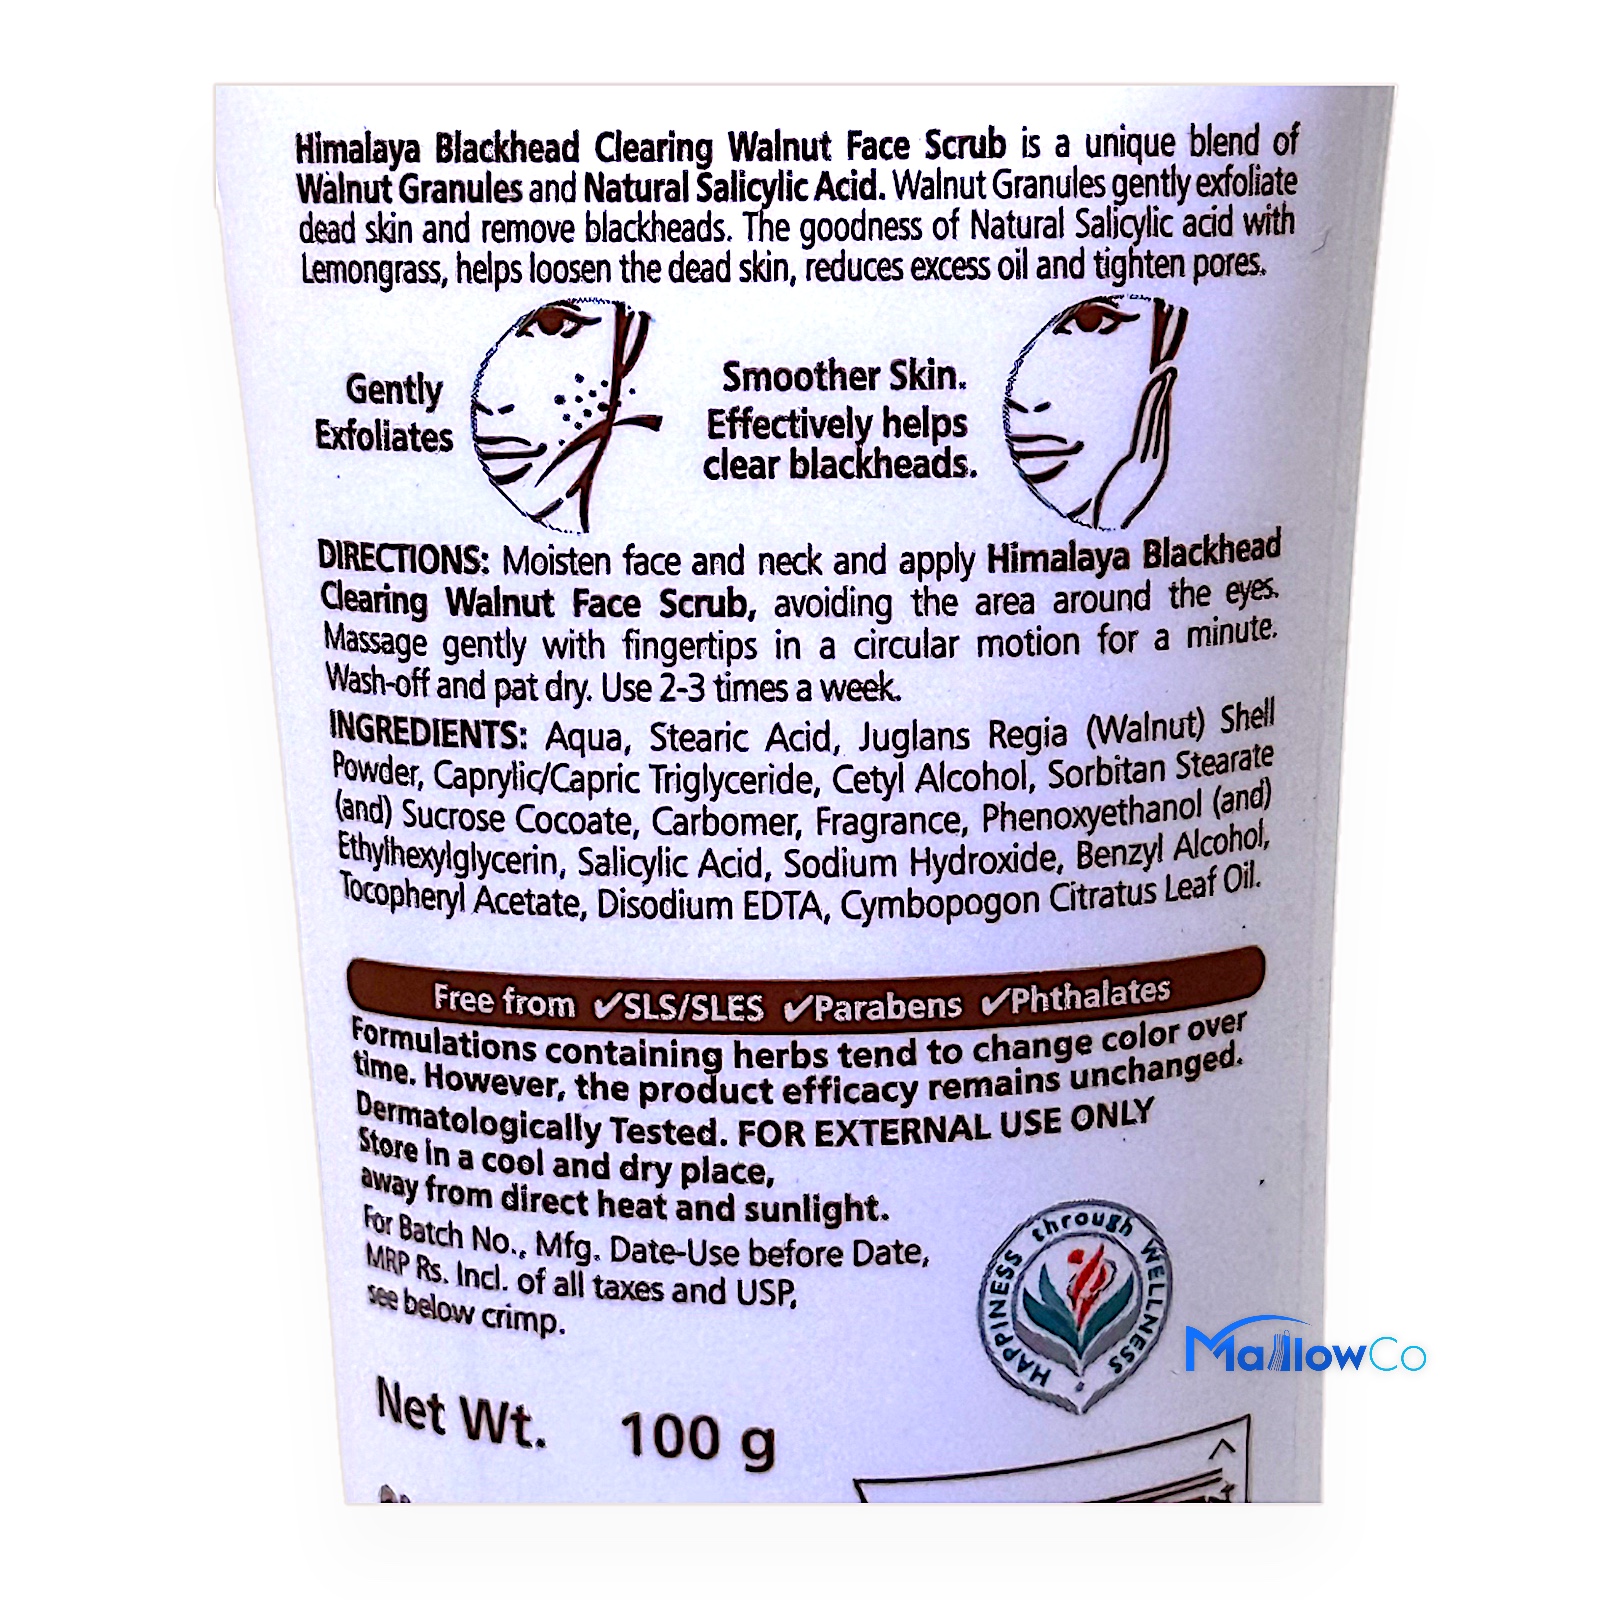 Himalaya Blackhead Clearing Walnut Face Scrub is a unique blend of
Walnut Granules and Natural Salicylic Acid. Walnut Granules gently exfoliate
dead skin and remove blackheads. The goodness of Natural Salicylic acid with
Lemongrass, helps loosen the dead skin, reduces excess oil and tighten pores.
Gently
Exfoliates
Smoother Skin.
Effectively helps
clear blackheads.
DIRECTIONS: Moisten face and neck and apply Himalaya Blackhead
Clearing Walnut Face Scrub, avoiding the area around the eyes.
Massage gently with fingertips in a circular motion for a minute.
Wash-off and pat dry. Use 2-3 times a week.
INGREDIENTS: Aqua, Stearic Acid, Juglans Regia (Walnut) Shell
Powder, Caprylic/Capric Triglyceride, Cetyl Alcohol, Sorbitan Stearate
(and) Sucrose Cocoate, Carbomer, Fragrance, Phenoxyethanol (and)
Ethylhexylglycerin, Salicylic Acid, Sodium Hydroxide, Benzyl Alcohol,
Tocopheryl Acetate, Disodium EDTA, Cymbopogon Citratus Leaf Oil.
Free from ✓SLS/SLES ✓Parabens ✓Phthalates
Formulations containing herbs tend to change color over
time. However, the product efficacy remains unchanged.
Dermatologically Tested. FOR EXTERNAL USE ONLY
Store in a cool and dry place,
away from direct heat and sunlight.
For Batch No., Mfg. Date-Use before Date,
MRP Rs. Incl. of all taxes and USP,
see below crimp.
HAPPINESS through WELLNESS
MallowCo
Net Wt. 100 g